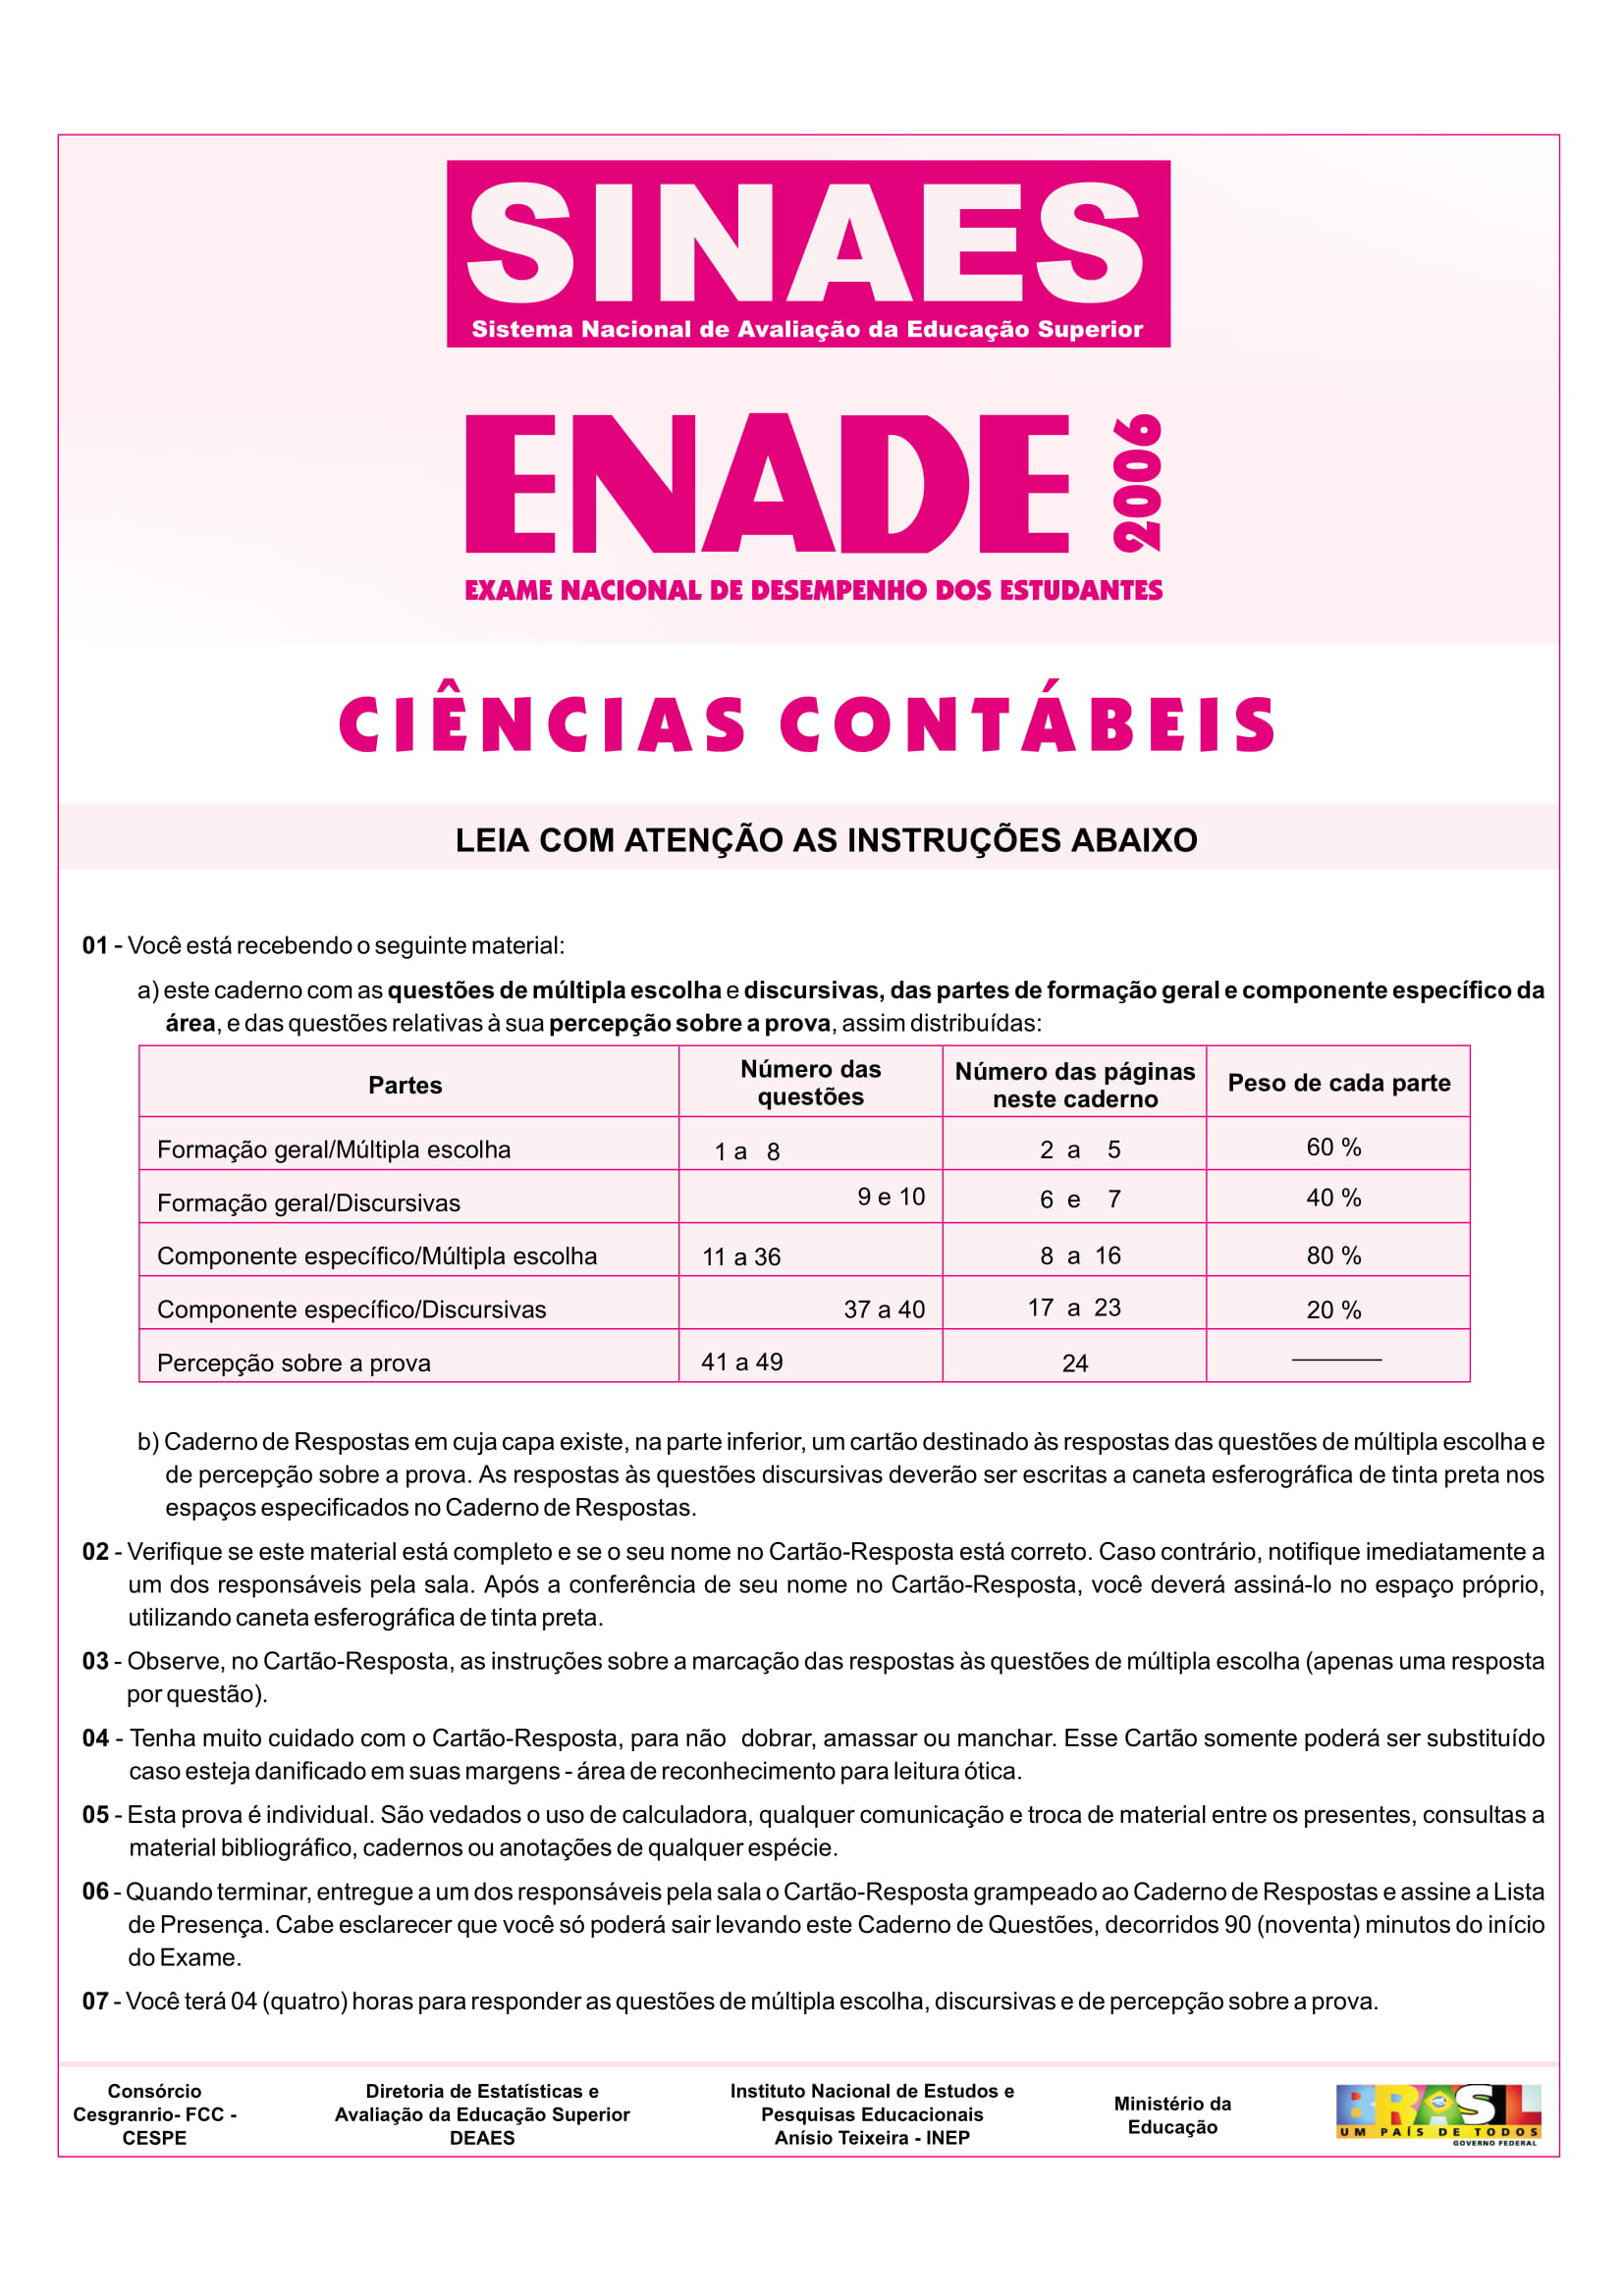 SINAES
Sistema Nacional de Avaliação da Educação Superior
ENADE 2006
EXAME NACIONAL DE DESEMPENHO DOS ESTUDANTES
CIÊNCIAS CONTÁBEIS
LEIA COM ATENÇÃO AS INSTRUÇÕES ABAIXO
01 - Você está recebendo o seguinte material:
a) este caderno com as questões de múltipla escolha e discursivas, das partes de formação geral e componente específico da
área, e das questões relativas à sua percepção sobre a prova, assim distribuídas:
Partes Número das questões Número das páginas neste caderno Peso de cada parte
Formação geral/Múltipla escolha 1 a 8 2 a 5 60 %
Formação geral/Discursivas 9 e 10 6 e 7 40 %
Componente específico/Múltipla escolha 11 a 36 8 a 16 80 %
Componente específico/Discursivas 37 a 40 17 a 23 20 %
Percepção sobre a prova 41 a 49 24
b) Caderno de Respostas em cuja capa existe, na parte inferior, um cartão destinado às respostas das questões de múltipla escolha e
de percepção sobre a prova. As respostas às questões discursivas deverão ser escritas a caneta esferográfica de tinta preta nos
espaços especificados no Caderno de Respostas.
02 - Verifique se este material está completo e se o seu nome no Cartão-Resposta está correto. Caso contrário, notifique imediatamente a
um dos responsáveis pela sala. Após a conferência de seu nome no Cartão-Resposta, você deverá assiná-lo no espaço próprio,
utilizando caneta esferográfica de tinta preta.
03 - Observe, no Cartão-Resposta, as instruções sobre a marcação das respostas às questões de múltipla escolha (apenas uma resposta
por questão).
04 - Tenha muito cuidado com o Cartão-Resposta, para não dobrar, amassar ou manchar. Esse Cartão somente poderá ser substituído
caso esteja danificado em suas margens - área de reconhecimento para leitura ótica.
05 - Esta prova é individual. São vedados o uso de calculadora, qualquer comunicação e troca de material entre os presentes, consultas a
material bibliográfico, cadernos ou anotações de qualquer espécie.
06 - Quando terminar, entregue a um dos responsáveis pela sala o Cartão-Resposta grampeado ao Caderno de Respostas e assine a Lista
de Presença. Cabe esclarecer que você só poderá sair levando este Caderno de Questões, decorridos 90 (noventa) minutos do início
do Exame.
07 - Você terá 04 (quatro) horas para responder as questões de múltipla escolha, discursivas e de percepção sobre a prova.
Consórcio
Cesgranrio- FCC -
CESPE
Diretoria de Estatísticas e
Avaliação da Educação Superior
DEAES
Instituto Nacional de Estudos e
Pesquisas Educacionais
Anísio Teixeira - INEP
Ministério da
Educação
BRASIL
UM PAÍS DE TODOS
GOVERNO FEDERAL